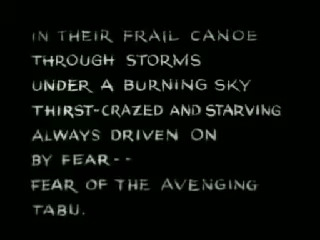 IN THEIR FRAIL CANOE
THROUGH STORMS
UNDER A BURNING SKY
THIRST-CRAZED AND STARVING
ALWAYS DRIVEN ON
BY FEAR--
FEAR OF THE AVENGING
TABU.